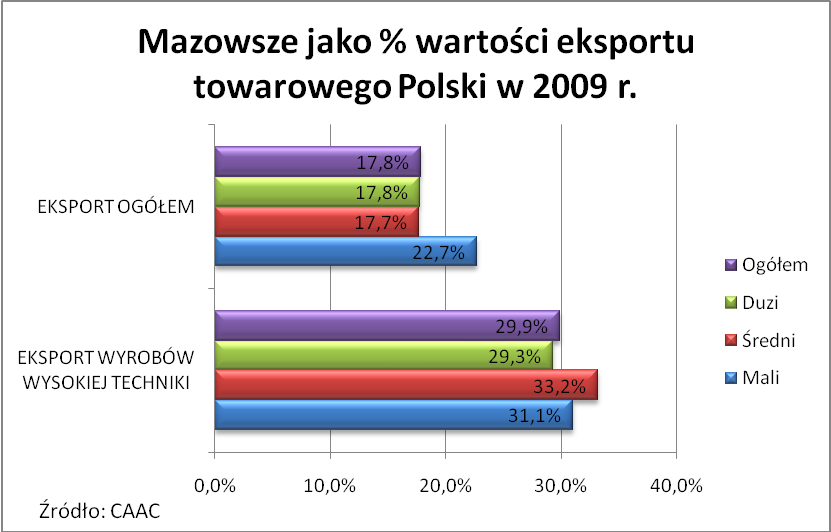 Mazowsze jako % wartości eksportu
towarowego Polski w 2009 r.
EKSPORT OGÓŁEM
17,8%
17,8%
17,7%
22,7%
EKSPORT WYROBÓW
WYSOKIEJ TECHNIKI
29,9%
29,3%
33,2%
31,1%
Ogółem
Duzi
Średni
Mali
0,0% 10,0% 20,0% 30,0% 40,0%
Źródło: CAAC